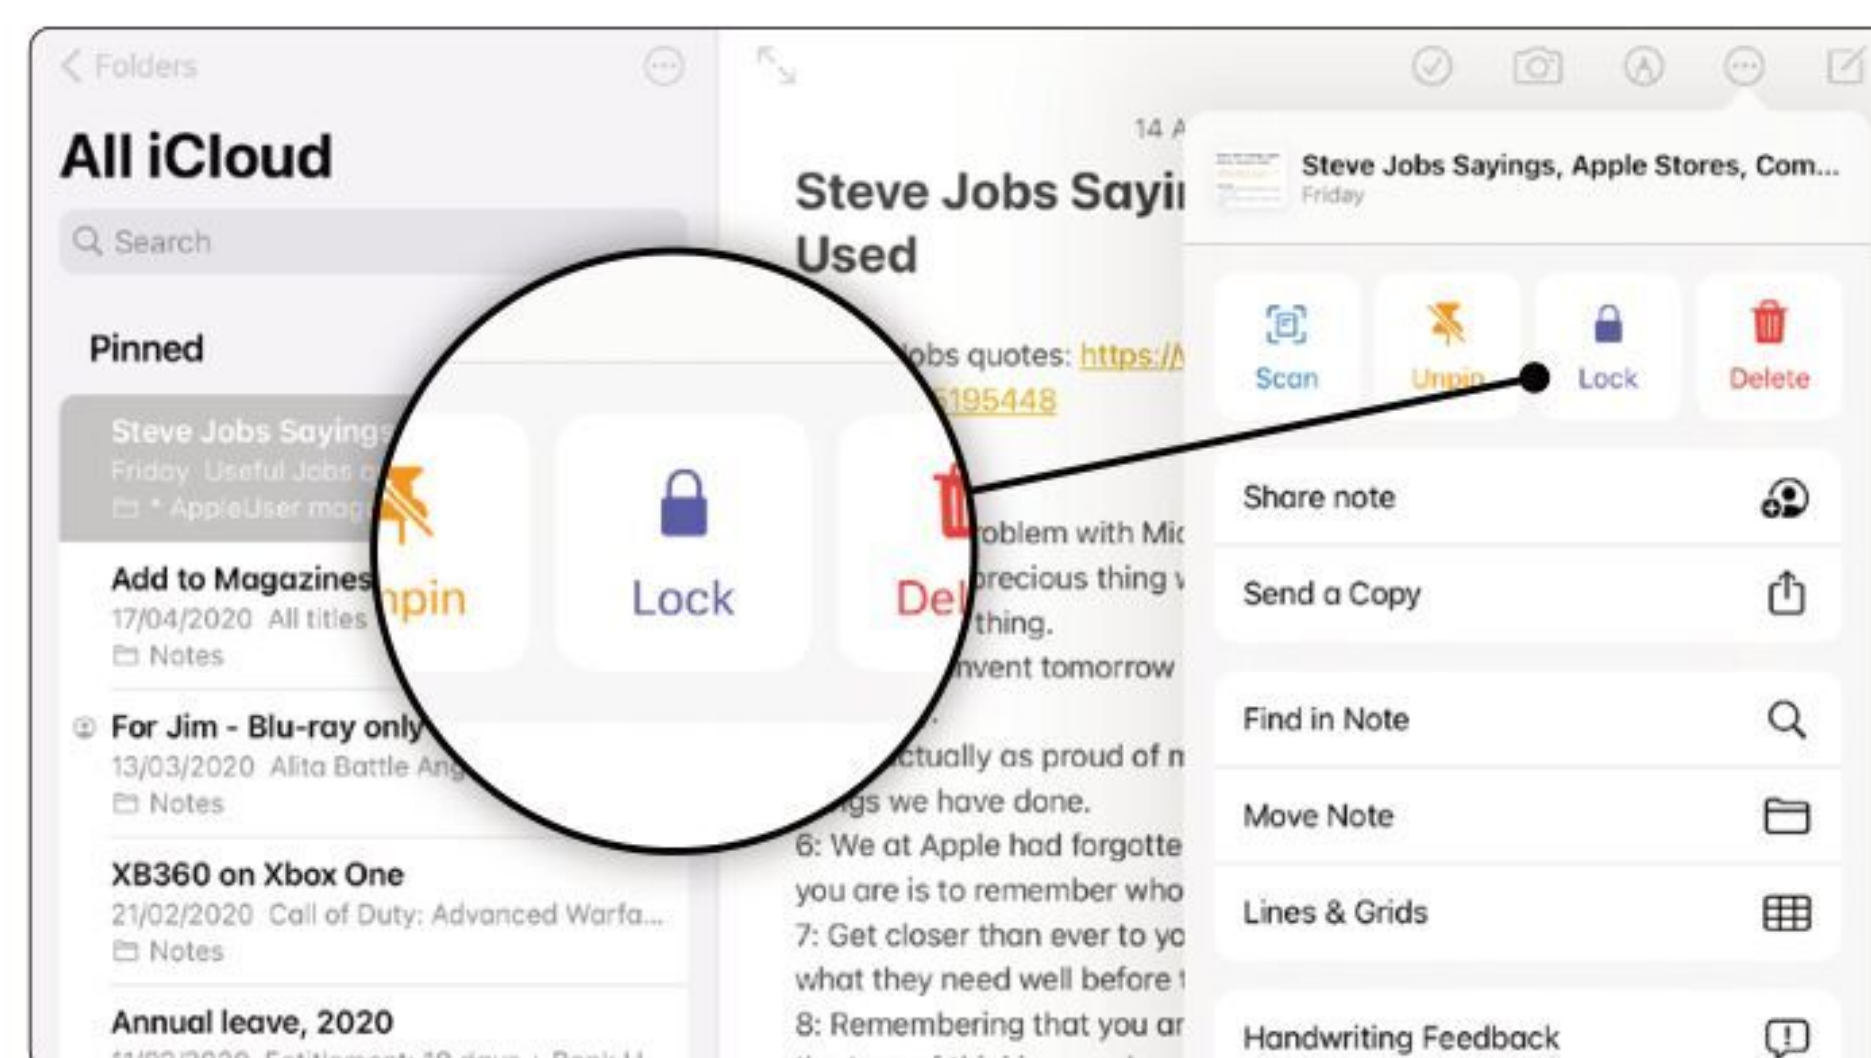 Folders
All iCloud
Search
Pinned
Steve Jobs Sayings
Friday Useful Jobs
* AppleUser mag
Add to Magazines
17/04/2020 All titles
Notes
For Jim - Blu-ray only
13/03/2020 Alita Battle Ang
Notes
XB360 on Xbox One
21/02/2020 Call of Duty: Advanced Warfa...
Notes
Annual leave, 2020
npin
Lock
Del
14 A
Steve Jobs Sayi
Used
obs quotes: https://
5195448
roblem with Mic
precious thing
thing.
nvent tomorrow
ctually as proud of m
gs we have done.
6: We at Apple had forgotte
you are is to remember who
7: Get closer than ever to yo
what they need well before t
8: Remembering that you ar
Steve Jobs Sayings, Apple Stores, Com...
Friday
Scan
Unpin
Lock
Delete
Share note
Send a Copy
Find in Note
Move Note
Lines & Grids
Handwriting Feedback